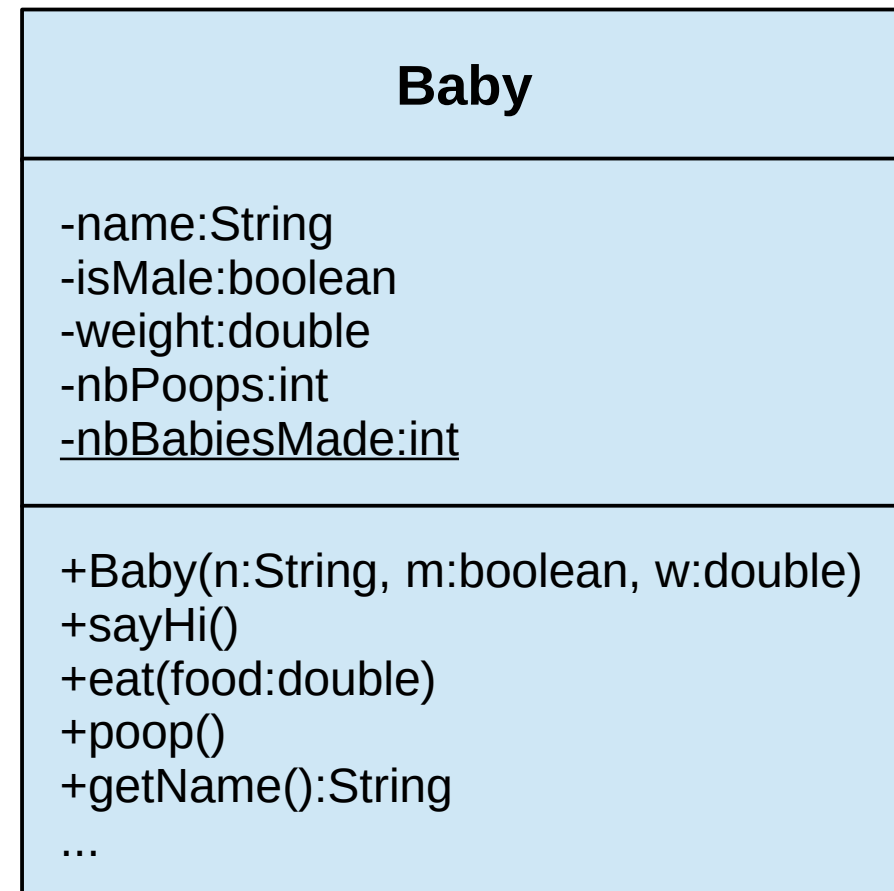 Baby
-name:String
-isMale:boolean
-weight:double
-nbPoops:int
-nbBabiesMade:int
+Baby(n:String, m:boolean, w:double)
+sayHi()
+eat(food:double)
+poop()
+getName():String
...